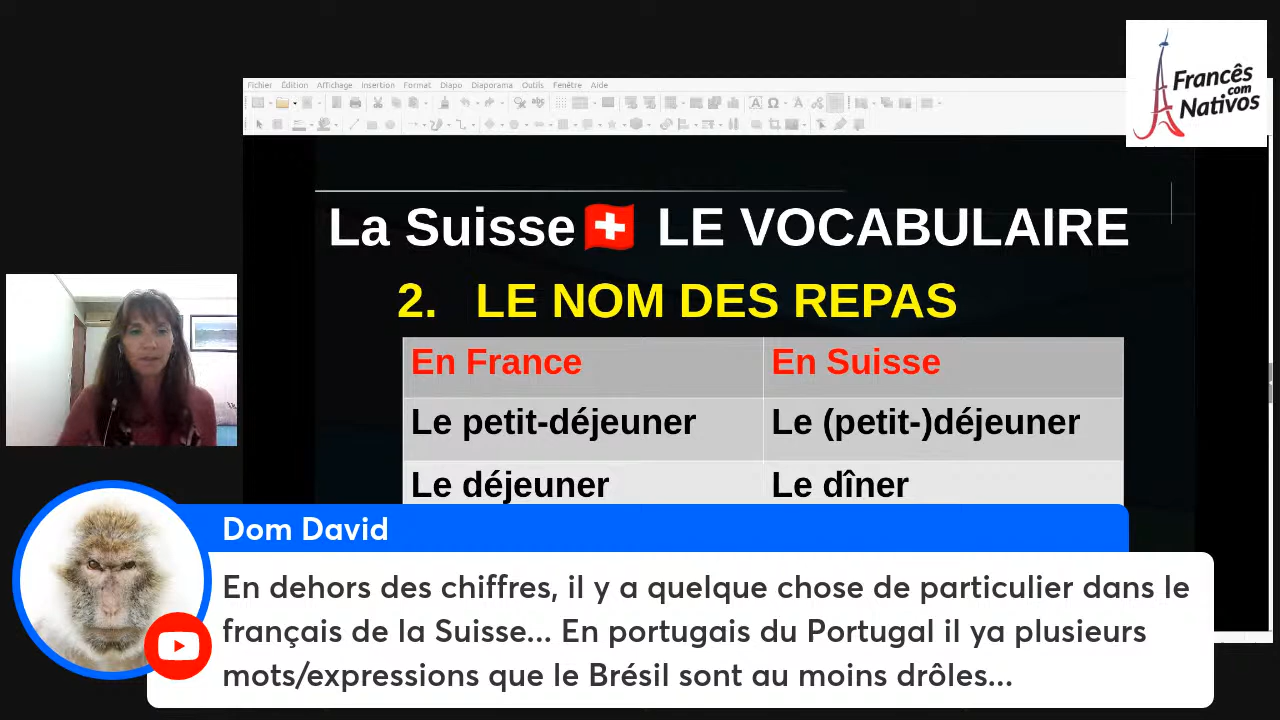 Francês
com
Nativos
Fichier Édition Affichage Insertion Format Diapo Diaporama Outils Fenêtre Aide
La Suisse LE VOCABULAIRE
2. LE NOM DES REPAS
En France En Suisse
Le petit-déjeuner Le (petit-)déjeuner
Le déjeuner Le dîner
Dom David
En dehors des chiffres, il y a quelque chose de particulier dans le
français de la Suisse... En portugais du Portugal il ya plusieurs
mots/expressions que le Brésil sont au moins drôles...